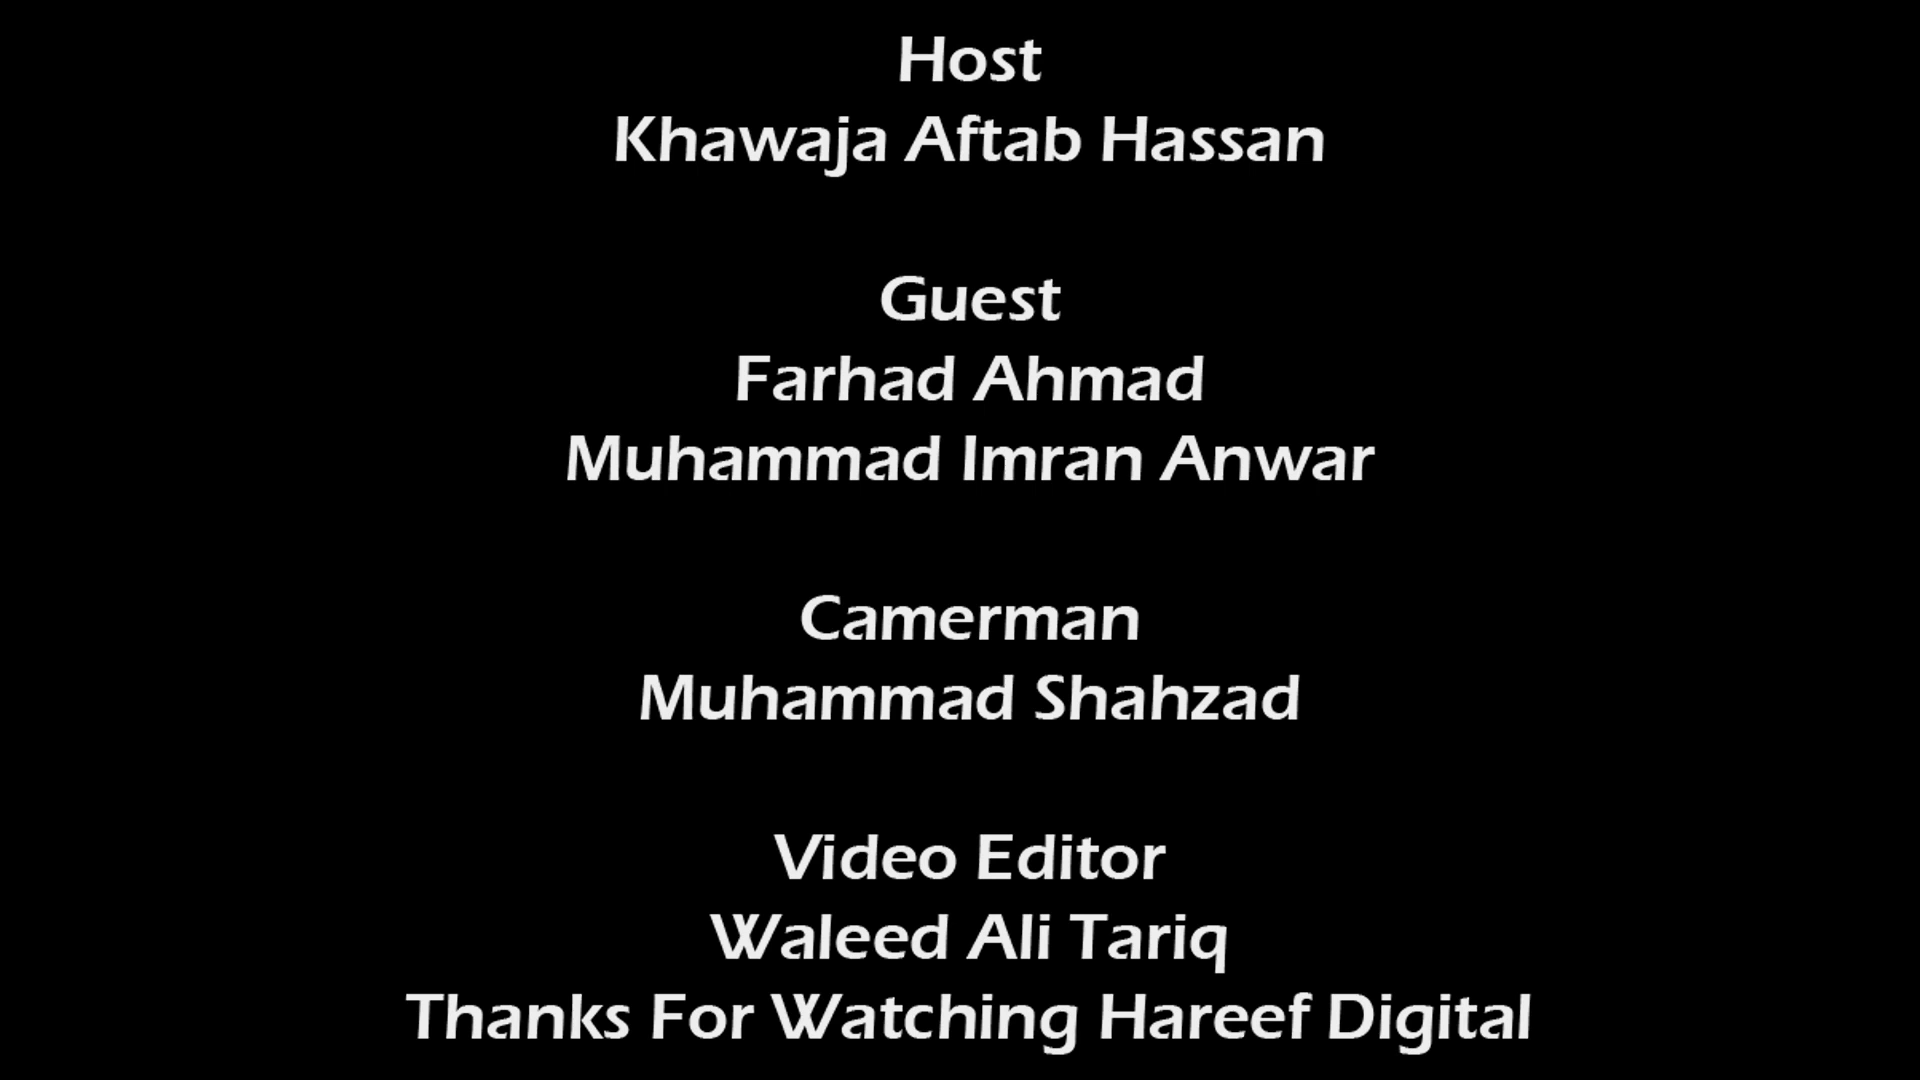 Host
Khawaja Aftab Hassan
Guest
Farhad Ahmad
Muhammad Imran Anwar
Camerman
Muhammad Shahzad
Video Editor
Waleed Ali Tariq
Thanks For Watching Hareef Digital